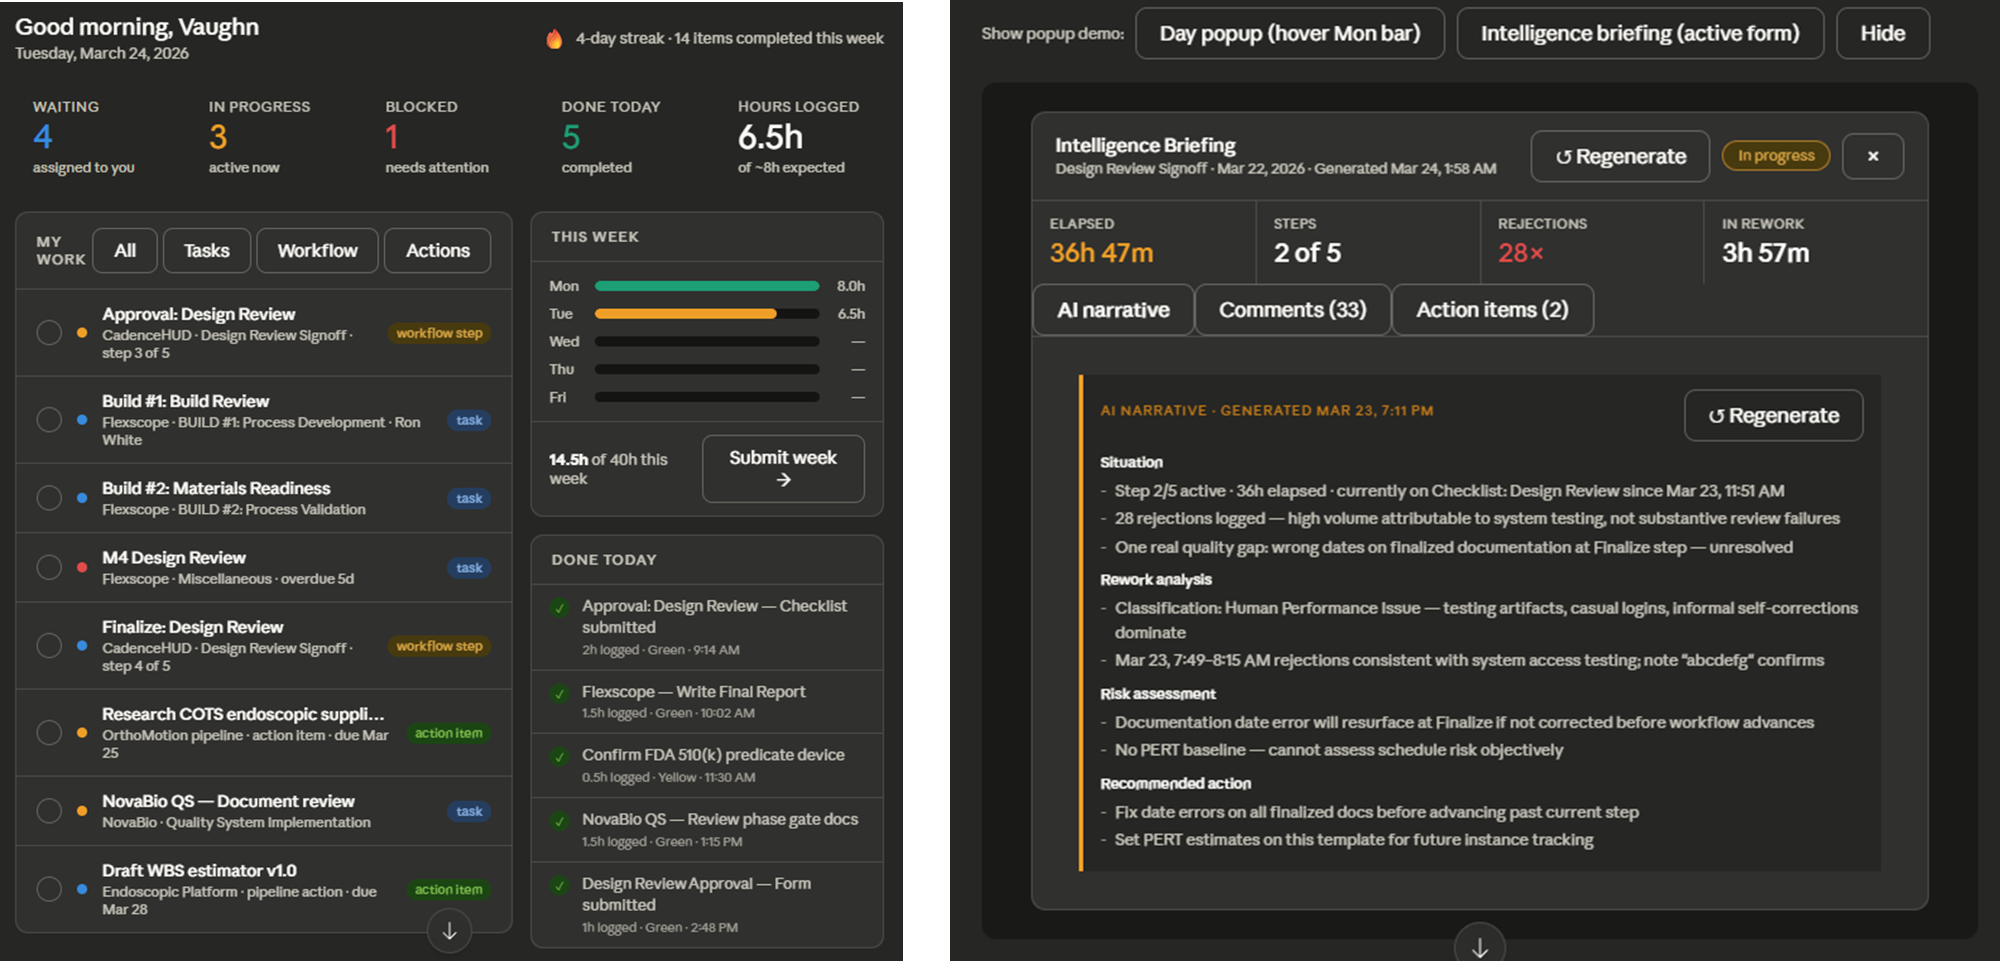 Good morning, Vaughn
Tuesday, March 24, 2026
🔥 4-day streak · 14 items completed this week
WAITING
4
assigned to you
IN PROGRESS
3
active now
BLOCKED
1
needs attention
DONE TODAY
5
completed
HOURS LOGGED
6.5h
of ~8h expected
MY
WORK
All
Tasks
Workflow
Actions
Approval: Design Review
CadenceHUD · Design Review Signoff ·
step 3 of 5
workflow step
Build #1: Build Review
Flexscope · BUILD #1: Process Development · Ron
White
task
Build #2: Materials Readiness
Flexscope · BUILD #2: Process Validation
task
M4 Design Review
Flexscope · Miscellaneous · overdue 5d
task
Finalize: Design Review
CadenceHUD · Design Review Signoff ·
step 4 of 5
workflow step
Research COTS endoscopic suppli...
OrthoMotion pipeline · action item · due Mar
25
action item
NovaBio QS — Document review
NovaBio · Quality System Implementation
task
Draft WBS estimator v1.0
Endoscopic Platform · pipeline action · due
Mar 28
action item
↓
THIS WEEK
Mon 8.0h
Tue 6.5h
Wed —
Thu —
Fri —
14.5h of 40h this
week
Submit week
→
DONE TODAY
✓ Approval: Design Review — Checklist
submitted
2h logged · Green · 9:14 AM
✓ Flexscope — Write Final Report
1.5h logged · Green · 10:02 AM
✓ Confirm FDA 510(k) predicate device
0.5h logged · Yellow · 11:30 AM
✓ NovaBio QS — Review phase gate docs
1.5h logged · Green · 1:15 PM
✓ Design Review Approval — Form
submitted
1h logged · Green · 2:48 PM
Show popup demo:
Day popup (hover Mon bar)
Intelligence briefing (active form)
Hide
Intelligence Briefing
Design Review Signoff · Mar 22, 2026 · Generated Mar 24, 1:58 AM
↺ Regenerate
In progress
×
ELAPSED
36h 47m
STEPS
2 of 5
REJECTIONS
28×
IN REWORK
3h 57m
AI narrative
Comments (33)
Action items (2)
AI NARRATIVE · GENERATED MAR 23, 7:11 PM
↺ Regenerate
Situation
- Step 2/5 active · 36h elapsed · currently on Checklist: Design Review since Mar 23, 11:51 AM
- 28 rejections logged — high volume attributable to system testing, not substantive review failures
- One real quality gap: wrong dates on finalized documentation at Finalize step — unresolved
Rework analysis
- Classification: Human Performance Issue — testing artifacts, casual logins, informal self-corrections
dominate
- Mar 23, 7:49–8:15 AM rejections consistent with system access testing; note "abcdefg" confirms
Risk assessment
- Documentation date error will resurface at Finalize if not corrected before workflow advances
- No PERT baseline — cannot assess schedule risk objectively
Recommended action
- Fix date errors on all finalized docs before advancing past current step
- Set PERT estimates on this template for future instance tracking
↓